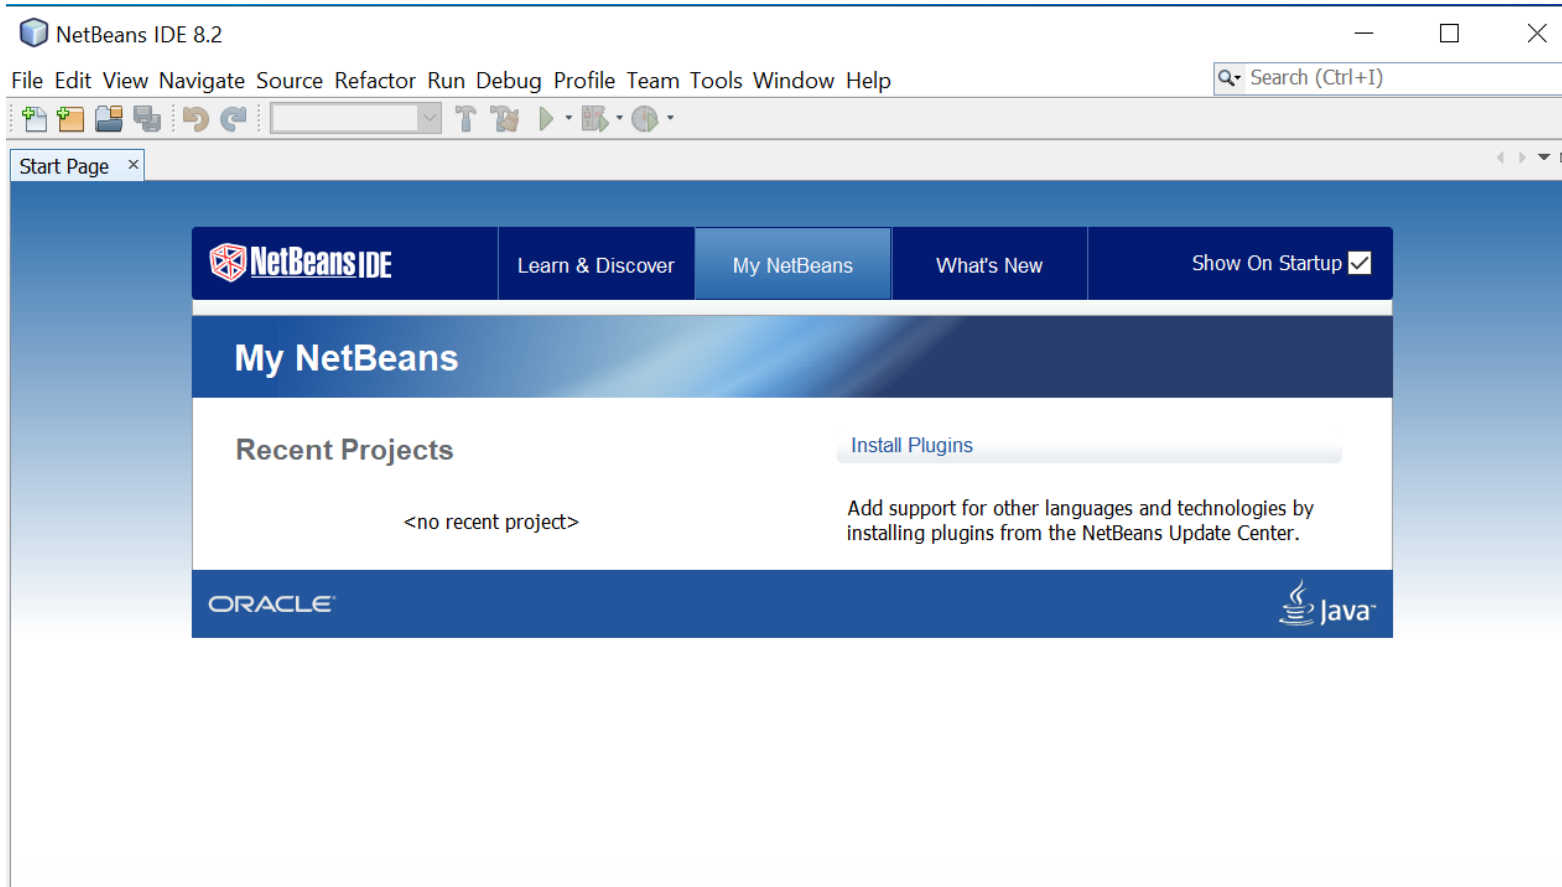 NetBeans IDE 8.2
File Edit View Navigate Source Refactor Run Debug Profile Team Tools Window Help
Search (Ctrl+I)
Start Page
NetBeans IDE
Learn & Discover
My NetBeans
What's New
Show On Startup
My NetBeans
Recent Projects
<no recent project>
Install Plugins
Add support for other languages and technologies by
installing plugins from the NetBeans Update Center.
ORACLE
Java